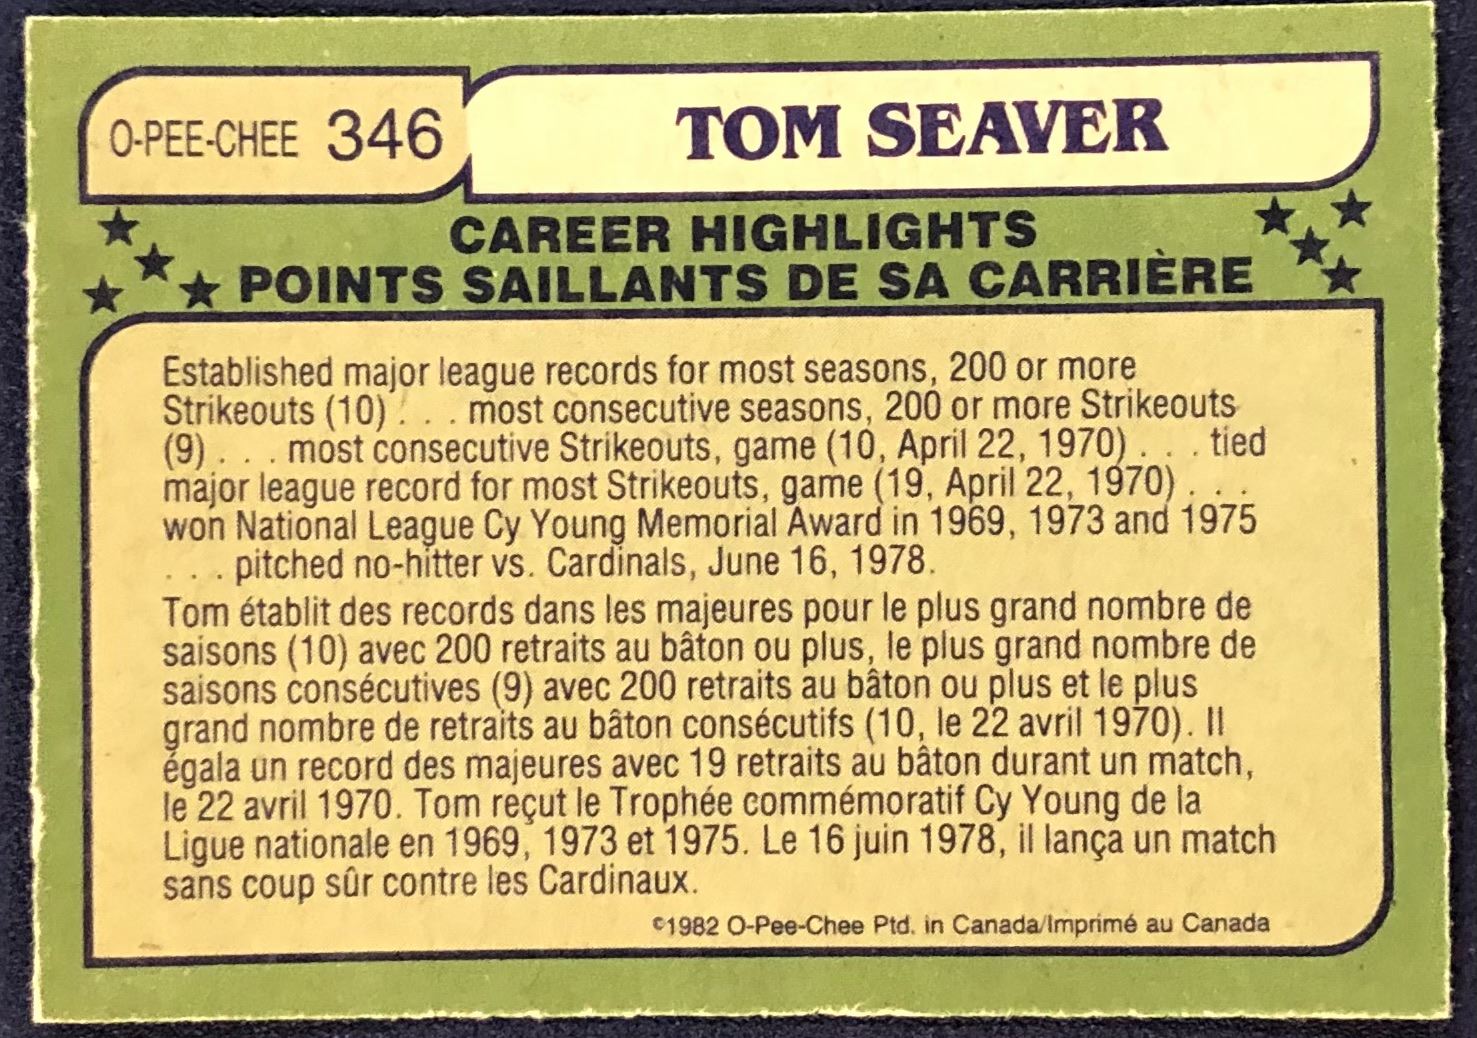 O-PEE-CHEE 346
TOM SEAVER
CAREER HIGHLIGHTS
POINTS SAILLANTS DE SA CARRIÈRE
Established major league records for most seasons, 200 or more
Strikeouts (10) . . . most consecutive seasons, 200 or more Strikeouts
(9) . . . most consecutive Strikeouts, game (10, April 22, 1970) . . . tied
major league record for most Strikeouts, game (19, April 22, 1970) . . .
won National League Cy Young Memorial Award in 1969, 1973 and 1975
. . . pitched no-hitter vs. Cardinals, June 16, 1978.
Tom établit des records dans les majeures pour le plus grand nombre de
saisons (10) avec 200 retraits au bâton ou plus, le plus grand nombre de
saisons consécutives (9) avec 200 retraits au bâton ou plus et le plus
grand nombre de retraits au bâton consécutifs (10, le 22 avril 1970). Il
égala un record des majeures avec 19 retraits au bâton durant un match,
le 22 avril 1970. Tom reçut le Trophée commémoratif Cy Young de la
Ligue nationale en 1969, 1973 et 1975. Le 16 juin 1978, il lança un match
sans coup sûr contre les Cardinaux.
©1982 O-Pee-Chee Ptd. in Canada/Imprimé au Canada